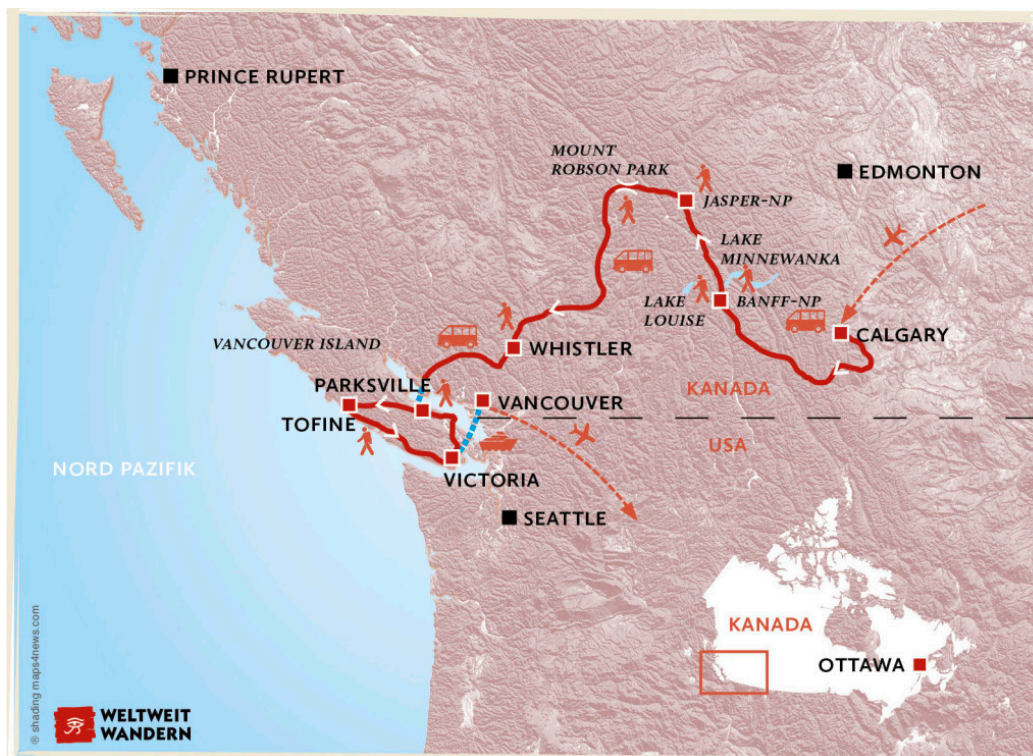 PRINCE RUPERT
MOUNT
ROBSON PARK
EDMONTON
JASPER-NP
LAKE
MINNEWANKA
LAKE
LOUISE
BANFF-NP
CALGARY
VANCOUVER ISLAND
WHISTLER
KANADA
PARKSVILLE
VANCOUVER
TOFINE
USA
NORD PAZIFIK
VICTORIA
SEATTLE
KANADA
OTTAWA
WELTWEIT
WANDERN
® shading maps4news.com